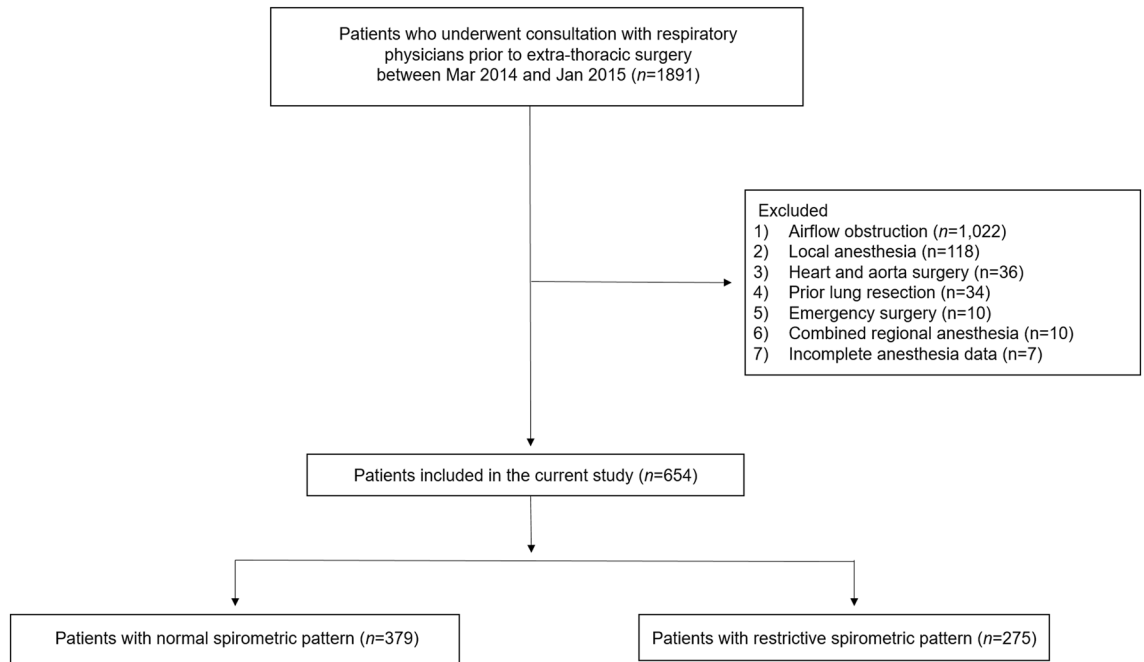 Patients who underwent consultation with respiratory
physicians prior to extra-thoracic surgery
between Mar 2014 and Jan 2015 (n=1891)
Excluded
1) Airflow obstruction (n=1,022)
2) Local anesthesia (n=118)
3) Heart and aorta surgery (n=36)
4) Prior lung resection (n=34)
5) Emergency surgery (n=10)
6) Combined regional anesthesia (n=10)
7) Incomplete anesthesia data (n=7)
Patients included in the current study (n=654)
Patients with normal spirometric pattern (n=379)
Patients with restrictive spirometric pattern (n=275)